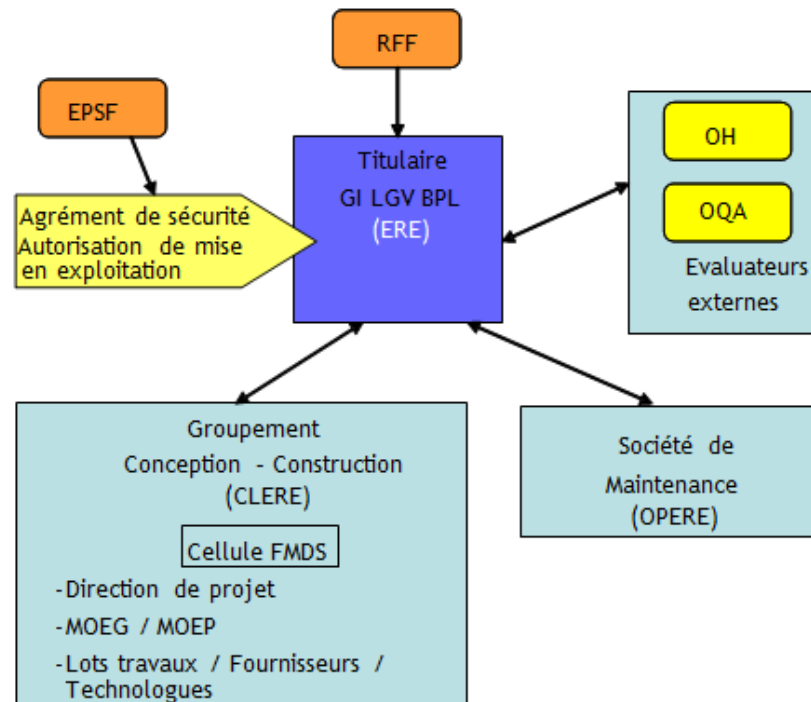 RFF
EPSF
OH
Titulaire
GI LGV BPL
(ERE)
OQA
Agrément de sécurité
Autorisation de mise
en exploitation
Evaluateurs
externes
Groupement
Conception - Construction
(CLERE)
Cellule FMDS
-Direction de projet
-MOEG / MOEP
-Lots travaux / Fournisseurs /
Technologues
Société de
Maintenance
(OPERE)